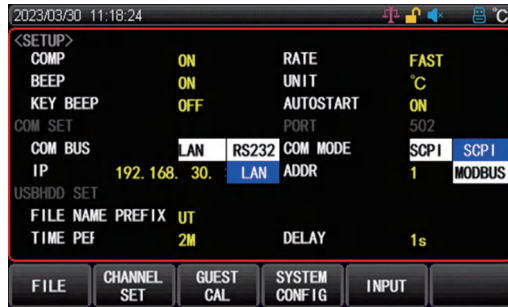 2023/03/30 11:18:24 °C
<SETUP>
COMP ON RATE FAST
BEEP ON UNIT °C
KEY BEEP OFF AUTOSTART ON
COM SET PORT 502
COM BUS LAN RS232 COM MODE SCPI SCPI
IP 192.168. 30. LAN ADDR 1 MODBUS
USBHDD SET
FILE NAME PREFIX UT
TIME PER 2M DELAY 1s
FILE CHANNEL SET GUEST CAL SYSTEM CONFIG INPUT